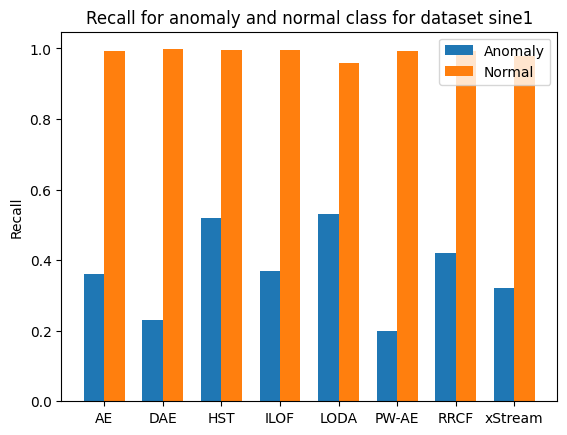 Recall for anomaly and normal class for dataset sine1
Anomaly
Normal
Recall
1.0
0.8
0.6
0.4
0.2
0.0
AE DAE HST ILOF LODA PW-AE RRCF xStream